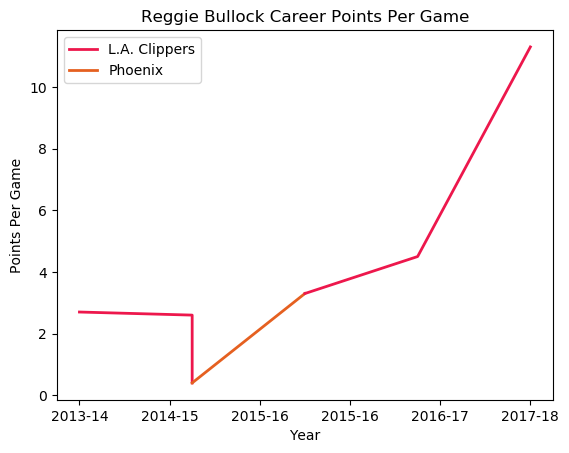 Reggie Bullock Career Points Per Game
L.A. Clippers
Phoenix
Points Per Game
10
8
6
4
2
0
2013-14 2014-15 2015-16 2015-16 2016-17 2017-18
Year